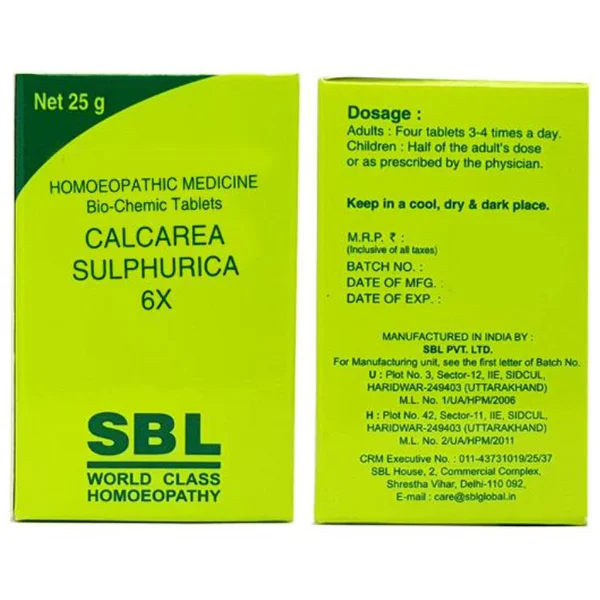 Net 25 g
HOMOEOPATHIC MEDICINE
Bio-Chemic Tablets
CALCAREA
SULPHURICA
6X
SBL
WORLD CLASS
HOMOEOPATHY
Dosage :
Adults : Four tablets 3-4 times a day.
Children : Half of the adult's dose
or as prescribed by the physician.
Keep in a cool, dry & dark place.
M.R.P. ₹ :
(Inclusive of all taxes)
BATCH NO. :
DATE OF MFG. :
DATE OF EXP. :
MANUFACTURED IN INDIA BY :
SBL PVT. LTD.
For Manufacturing unit, see the first letter of Batch No.
U : Plot No. 3, Sector-12, IIE, SIDCUL,
HARIDWAR-249403 (UTTARAKHAND)
M.L. No. 1/UA/HPM/2006
H : Plot No. 42, Sector-11, IIE, SIDCUL,
HARIDWAR-249403 (UTTARAKHAND)
M.L. No. 2/UA/HPM/2011
CRM Executive No. : 011-43731019/25/37
SBL House, 2, Commercial Complex,
Shrestha Vihar, Delhi-110 092,
E-mail : care@sblglobal.in